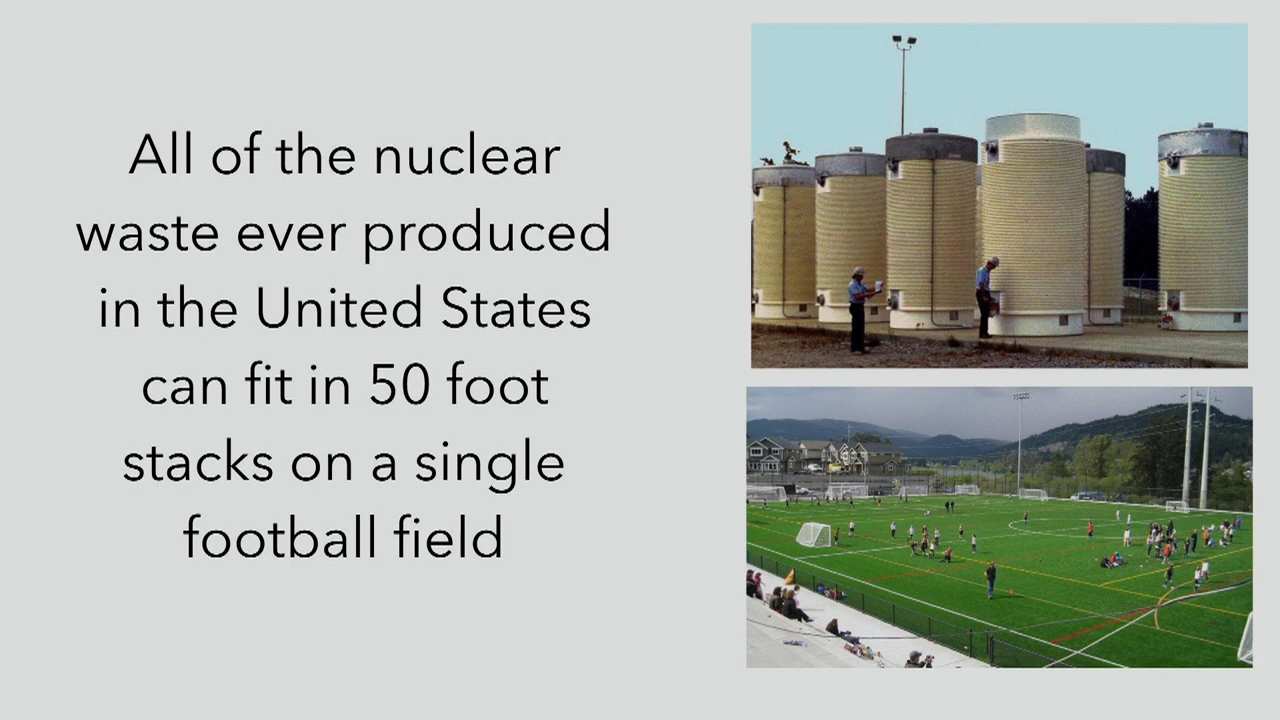 All of the nuclear
waste ever produced
in the United States
can fit in 50 foot
stacks on a single
football field